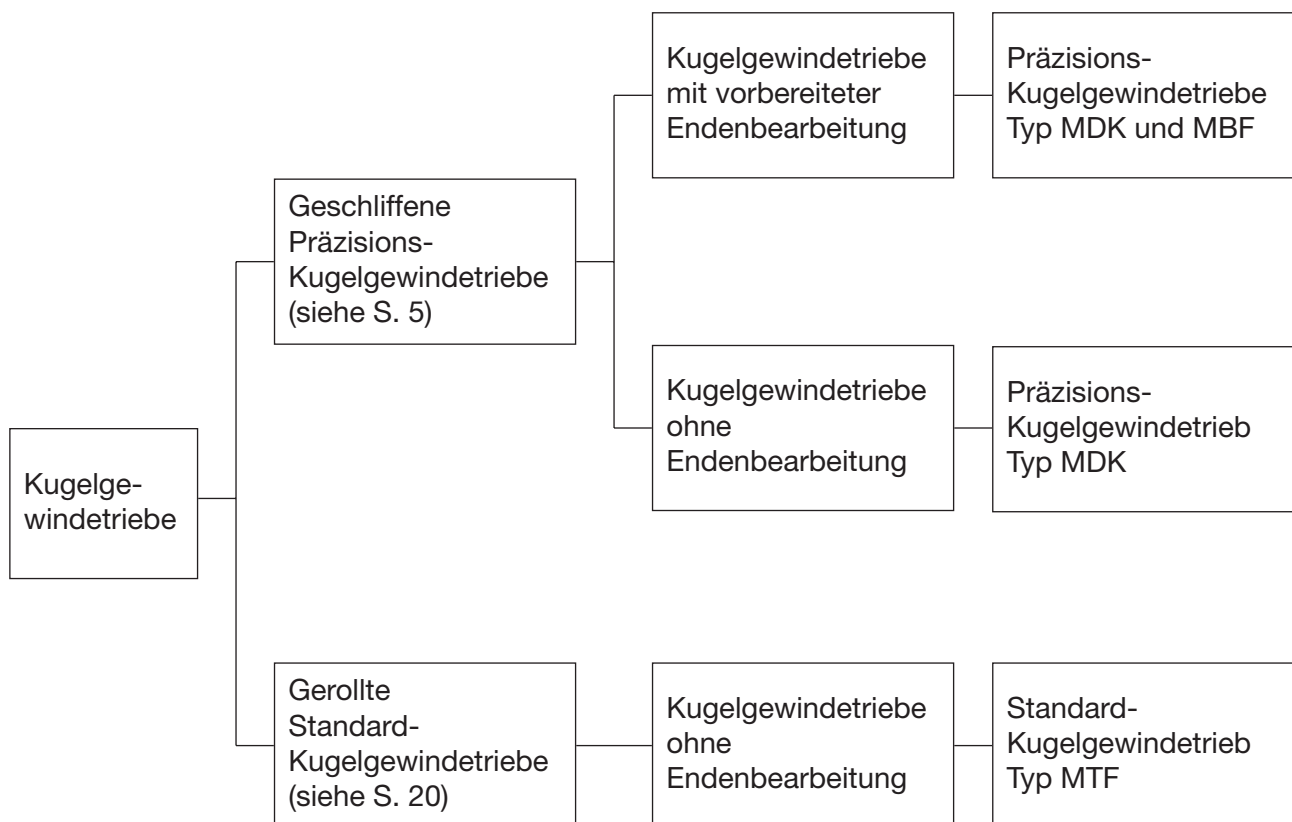 Kugelge-
windetriebe
Geschliffene
Präzisions-
Kugelgewindetriebe
(siehe S. 5)
Kugelgewindetriebe
mit vorbereiteter
Endenbearbeitung
Präzisions-
Kugelgewindetriebe
Typ MDK und MBF
Kugelgewindetriebe
ohne
Endenbearbeitung
Präzisions-
Kugelgewindetrieb
Typ MDK
Gerollte
Standard-
Kugelgewindetriebe
(siehe S. 20)
Kugelgewindetriebe
ohne
Endenbearbeitung
Standard-
Kugelgewindetrieb
Typ MTF